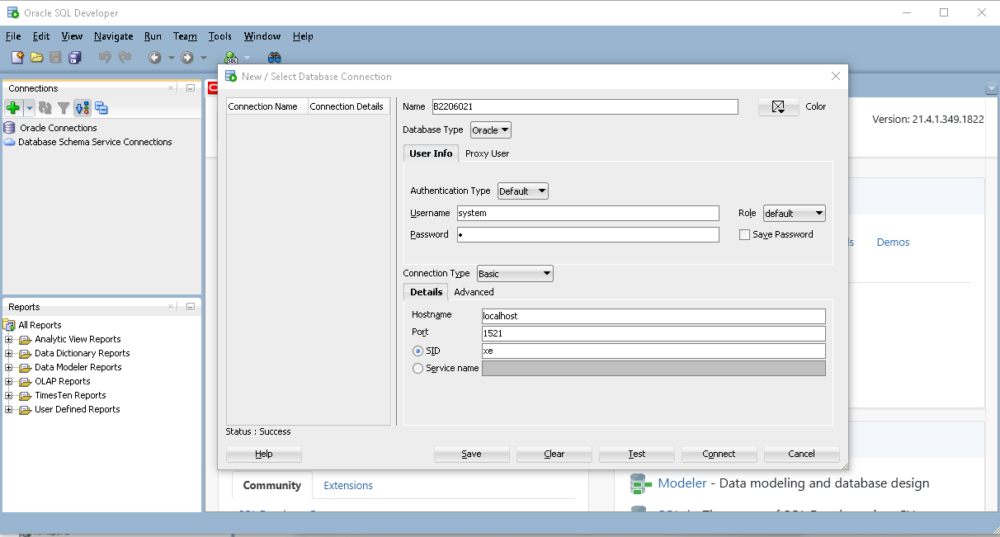 Oracle SQL Developer
File Edit View Navigate Run Team Tools Window Help
Connections
Oracle Connections
Database Schema Service Connections
Reports
All Reports
Analytic View Reports
Data Dictionary Reports
Data Modeler Reports
OLAP Reports
TimesTen Reports
User Defined Reports
New / Select Database Connection
Connection Name Connection Details
Name B2206021 Color
Database Type Oracle
User Info Proxy User
Authentication Type Default
Username system Role default
Password Save Password
Connection Type Basic
Details Advanced
Hostname localhost
Port 1521
SID xe
Service name
Status : Success
Help Save Clear Test Connect Cancel
Version: 21.4.1.349.1822
Demos
Community Extensions
Modeler - Data modeling and database design